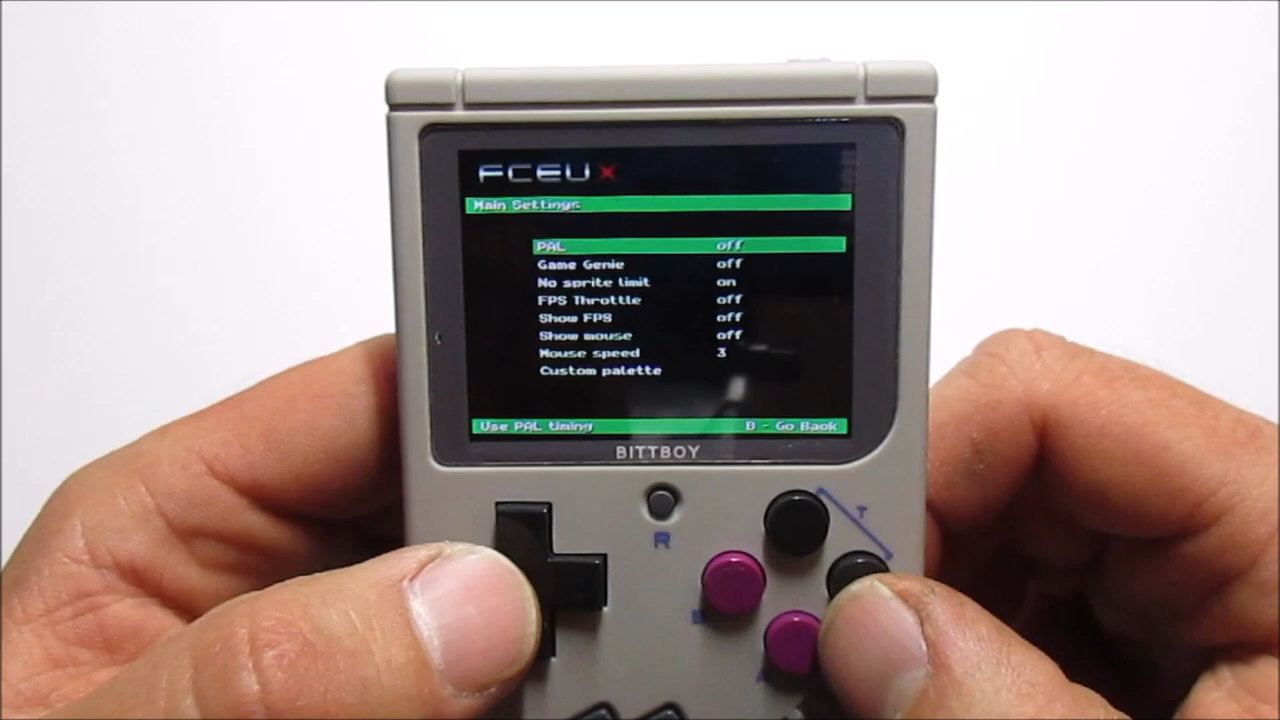 FCEUX
Main Settings
PAL off
Game Genie off
No sprite limit on
FPS Throttle off
Show FPS off
Show mouse off
Mouse speed 3
Custom palette
Use PAL timing B - Go Back
BITTBOY
R
T
B
A